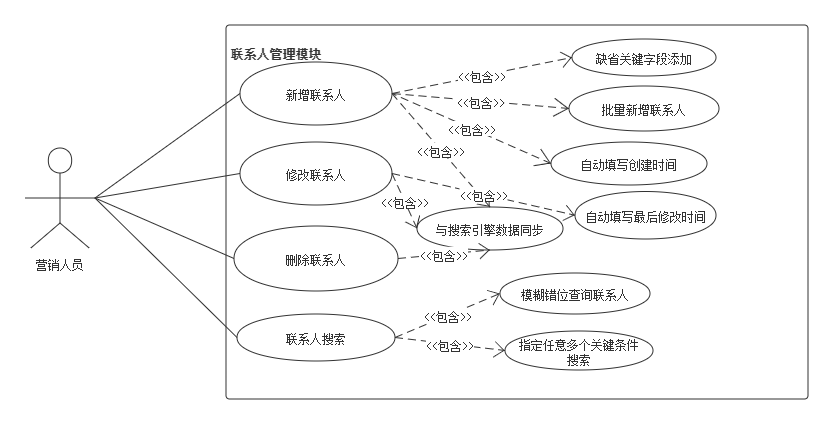 联系人管理模块
缺省关键字段添加
<<包含>>
新增联系人
<<包含>>
批量新增联系人
<<包含>>
<<包含>>
自动填写创建时间
修改联系人
<<包含>>
<<包含>>
自动填写最后修改时间
与搜索引擎数据同步
删除联系人
<<包含>>
营销人员
模糊错位查询联系人
<<包含>>
联系人搜索
<<包含>>
指定任意多个关键条件
搜索